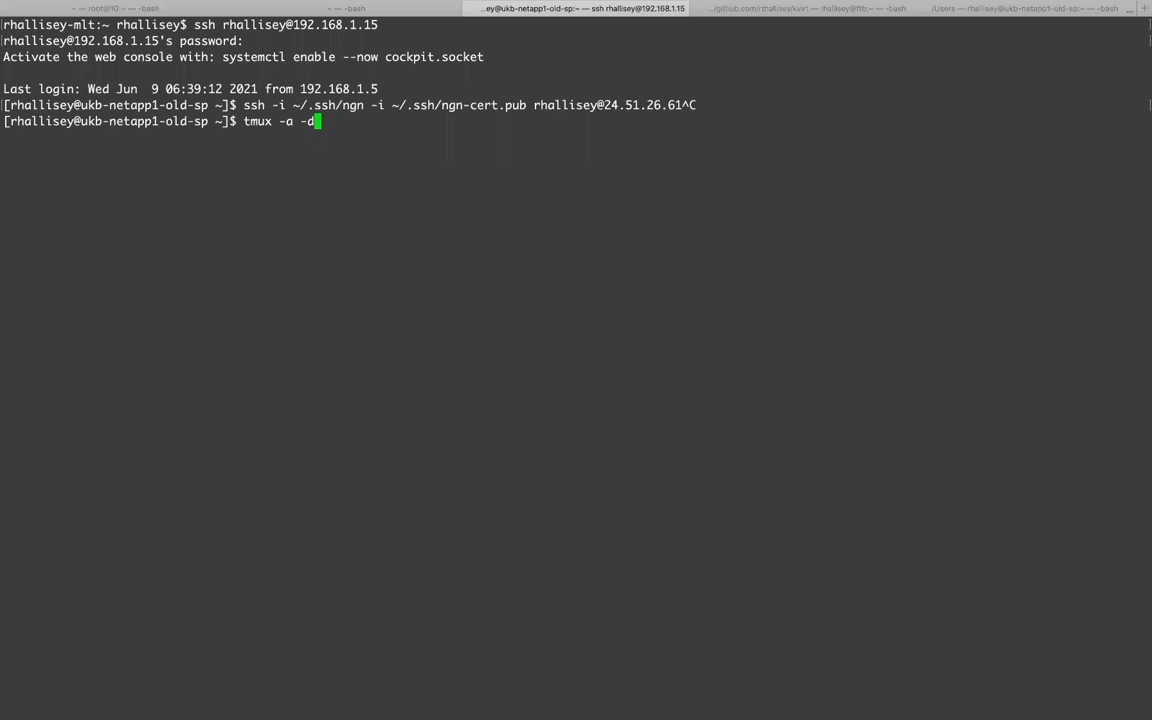 ~ — root@10:~ — -bash
~ — -bash
...ey@ukb-netapp1-old-sp:~ — ssh rhallisey@192.168.1.15
.../github.com/rthallisey/kvirt — rhallisey@ftb:~ — -bash
/Users — rhallisey@ukb-netapp1-old-sp:~ — -bash
... +
[rhallisey-mlt:~ rhallisey$ ssh rhallisey@192.168.1.15
[rhallisey@192.168.1.15's password:
Activate the web console with: systemctl enable --now cockpit.socket
Last login: Wed Jun  9 06:39:12 2021 from 192.168.1.5
[[rhallisey@ukb-netapp1-old-sp ~]$ ssh -i ~/.ssh/ngn -i ~/.ssh/ngn-cert.pub rhallisey@24.51.26.61^C
[rhallisey@ukb-netapp1-old-sp ~]$ tmux -a -d